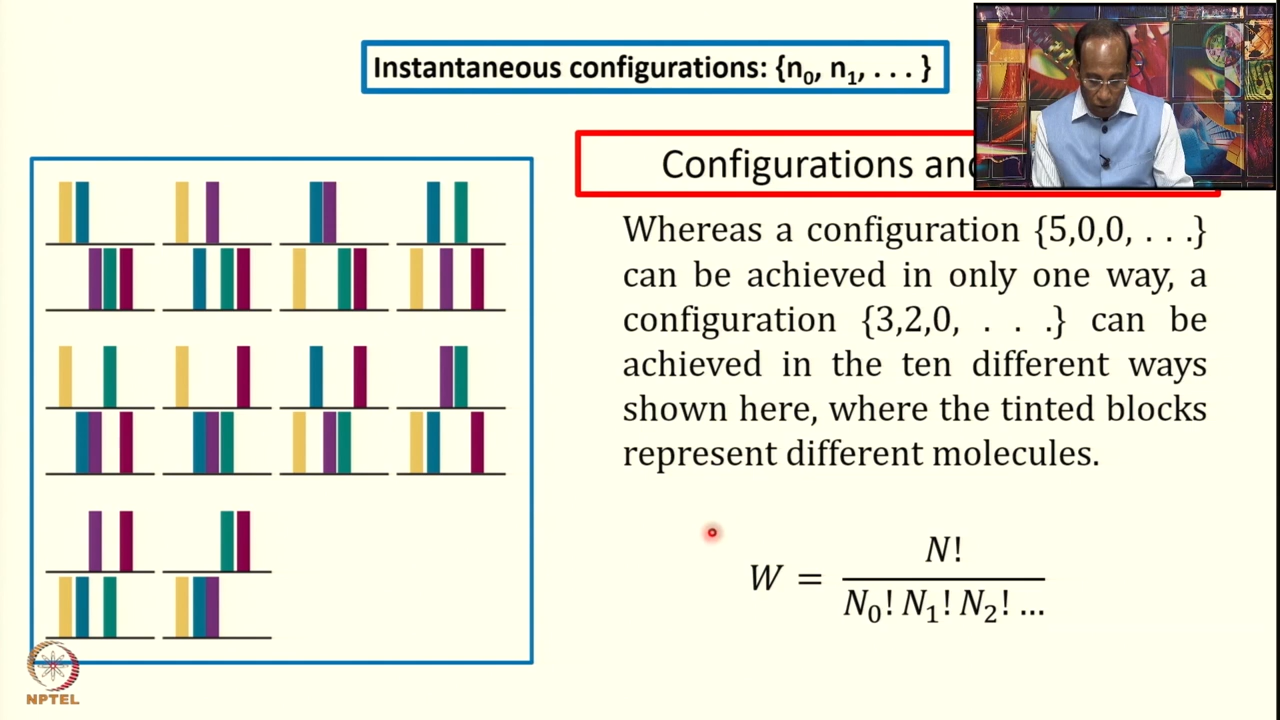 Instantaneous configurations: {n₀, n₁, . . . }
Configurations and
Whereas a configuration {5,0,0, . . .}
can be achieved in only one way, a
configuration {3,2,0, . . .} can be
achieved in the ten different ways
shown here, where the tinted blocks
represent different molecules.
W = N! / N₀! N₁! N₂! ...
NPTEL